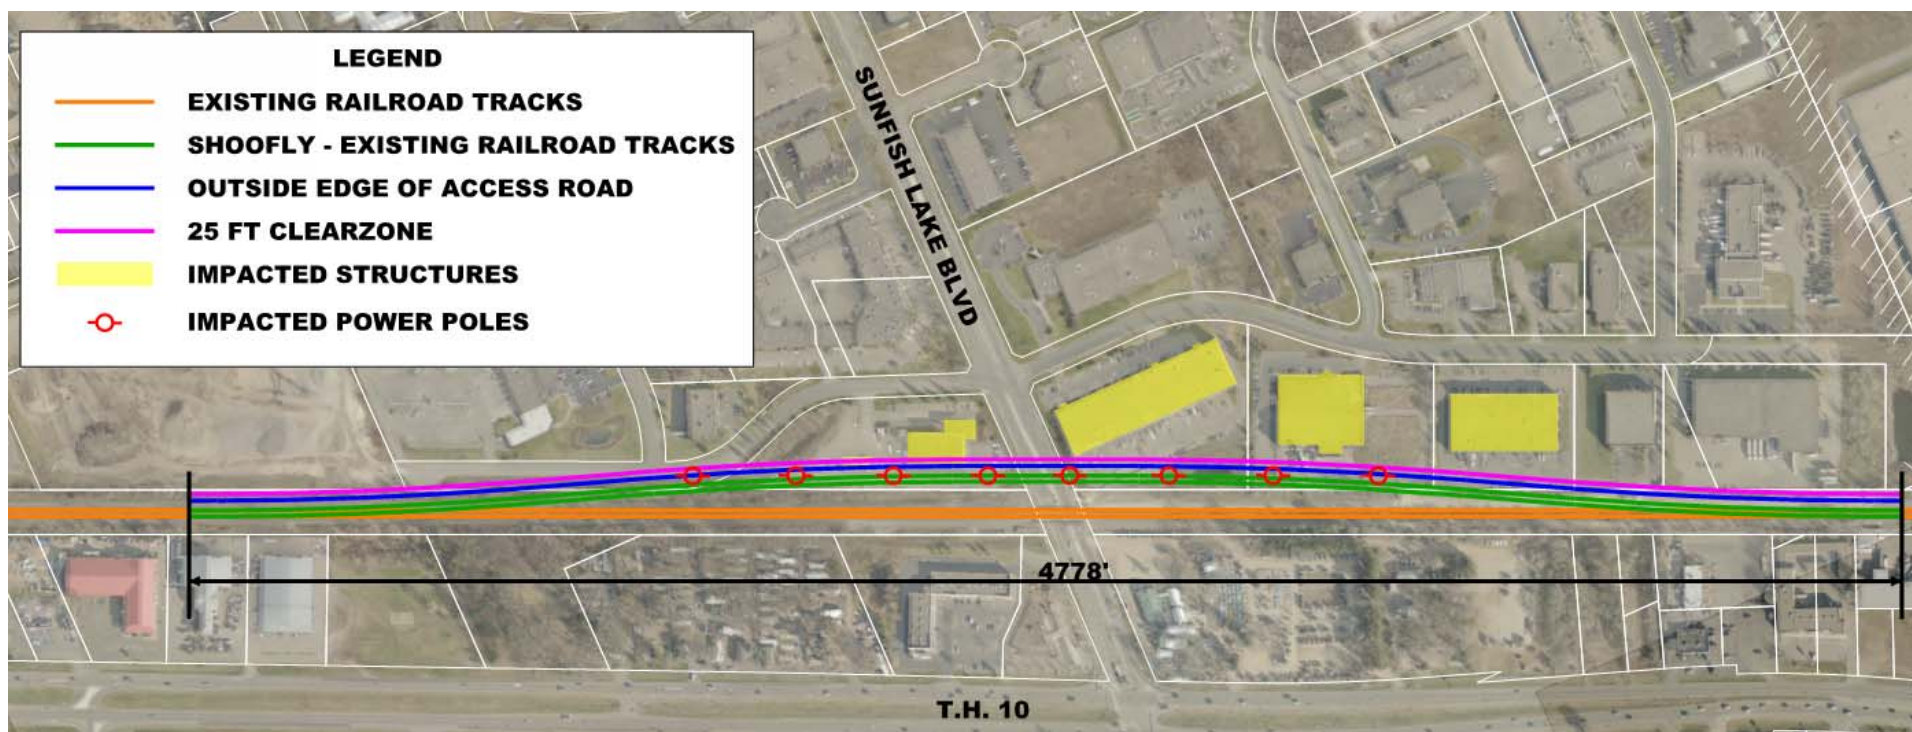 LEGEND
EXISTING RAILROAD TRACKS
SHOOFLY - EXISTING RAILROAD TRACKS
OUTSIDE EDGE OF ACCESS ROAD
25 FT CLEARZONE
IMPACTED STRUCTURES
IMPACTED POWER POLES
SUNFISH LAKE BLVD
4778'
T.H. 10